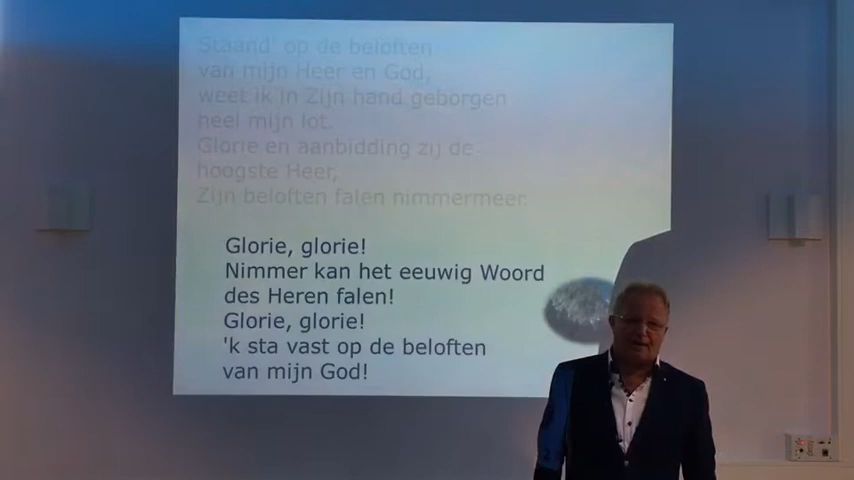 Staand' op de beloften
van mijn Heer en God,
weet ik in Zijn hand geborgen
heel mijn lot.
Glorie en aanbidding zij de
hoogste Heer,
Zijn beloften falen nimmermeer.
Glorie, glorie!
Nimmer kan het eeuwig Woord
des Heren falen!
Glorie, glorie!
'k sta vast op de beloften
van mijn God!